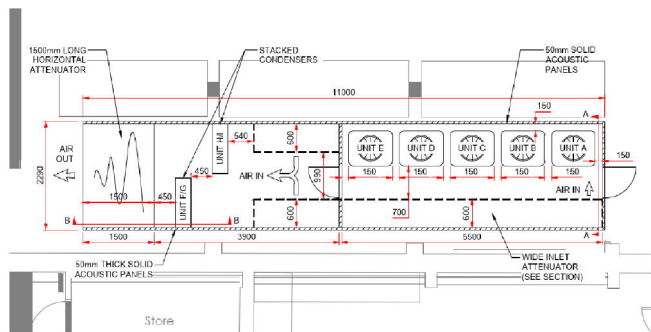 1500mm LONG
HORIZONTAL
ATTENUATOR
STACKED
CONDENSERS
50mm SOLID
ACOUSTIC
PANELS
11000
150
A
540
600
UNIT H/I
UNIT E
UNIT D
UNIT C
UNIT B
UNIT A
AIR
OUT
2290
450
AIR IN
990
150
150
150
150
150
150
AIR IN
1500
450
UNIT F/G
700
B
B
600
600
A
1500
3900
5500
50mm THICK SOLID
ACOUSTIC PANELS
WIDE INLET
ATTENUATOR
(SEE SECTION)
Store